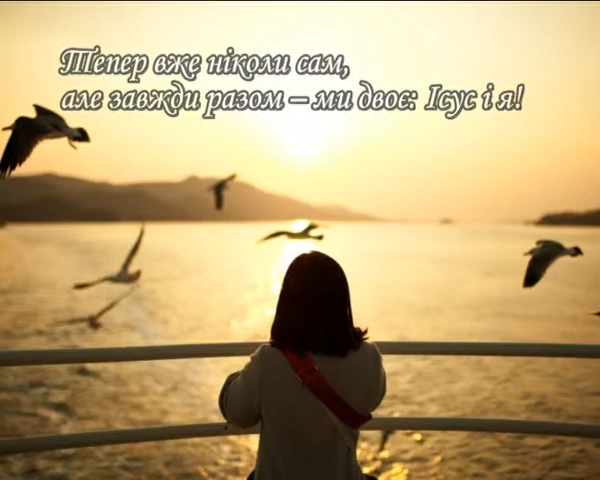 Тепер вже ніколи сам,
але завжди разом – ми двоє: Ісус і я!